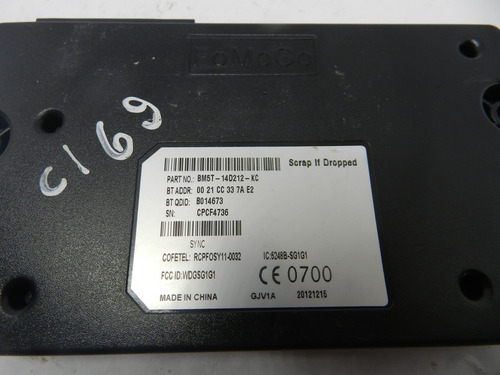 FoMoCo
C169
Scrap If Dropped
PART NO.: BM5T-14D212-KC
BT ADDR: 00 21 CC 33 7A E2
BT QDID: B014673
SN: CPCF4736
SYNC
COFETEL: RCPFOSY11-0032 IC:5248B-SG1G1
FCC ID:WDGSG1G1 CE 0700
MADE IN CHINA GJV1A 20121215